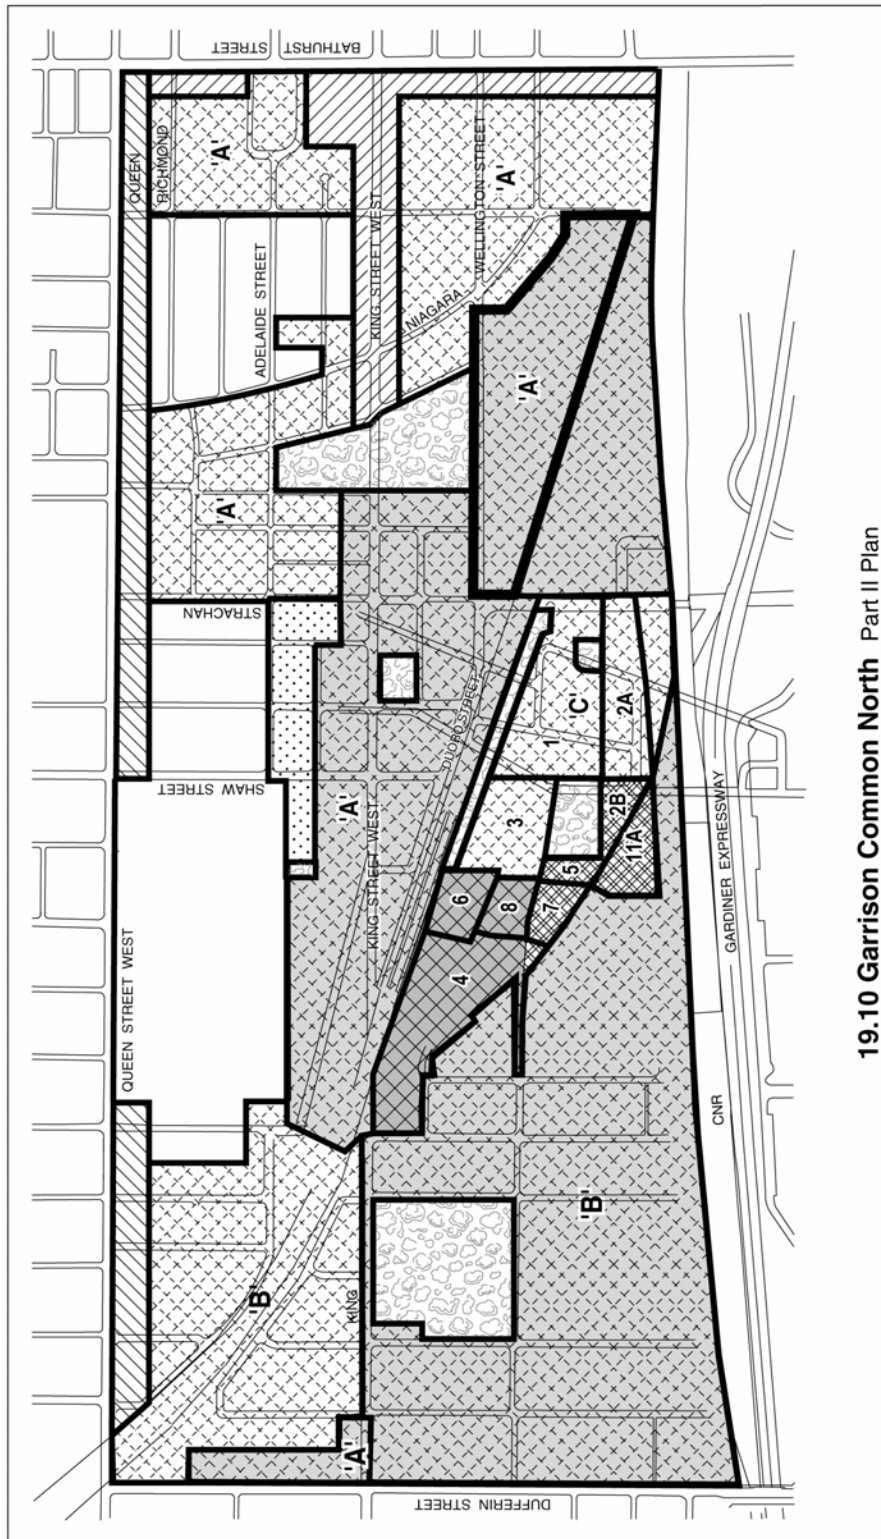 BATHURST
STREET
QUEEN
RICHMOND
'A'
ADELAIDE STREET
KING STREET WEST
WELLINGTON STREET
'A'
NIAGARA
'A'
'A'
STRACHAN
SHAW STREET
QUEEN STREET WEST
'A'
KING STREET WEST
DUORO STREET
1
'C'
2A
3
2B
11A
5
6
8
7
4
GARDINER EXPRESSWAY
CNR
'B'
KING
'B'
'A'
DUFFERIN STREET
19.10 Garrison Common North Part II Plan